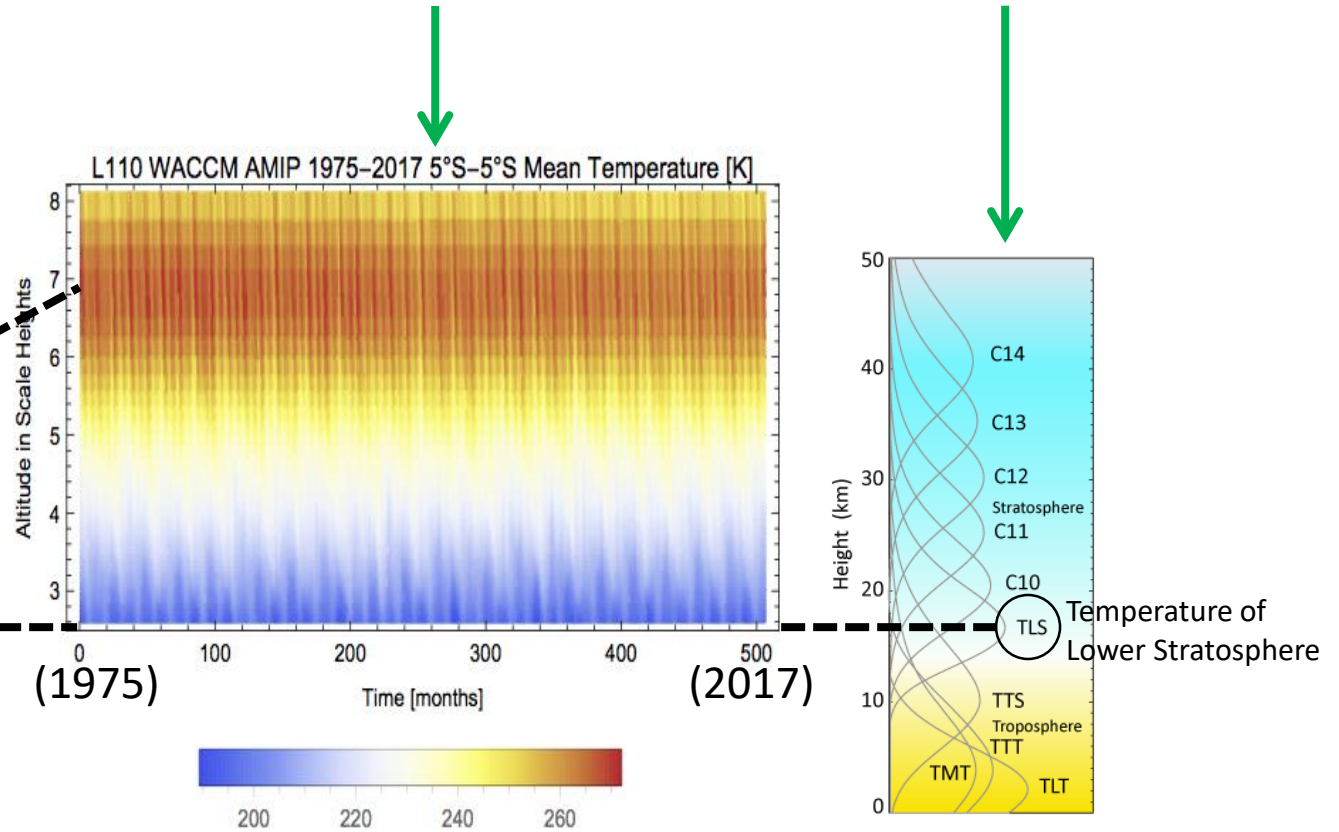 L110 WACCM AMIP 1975–2017 5°S–5°S Mean Temperature [K]
Altitude in Scale Heights
8
7
6
5
4
3
0 100 200 300 400 500
(1975) (2017)
Time [months]
200 220 240 260
Height (km)
50
40
30
20
10
0
C14
C13
C12
Stratosphere
C11
C10
TLS
Temperature of
Lower Stratosphere
TTS
Troposphere
TTT
TMT
TLT